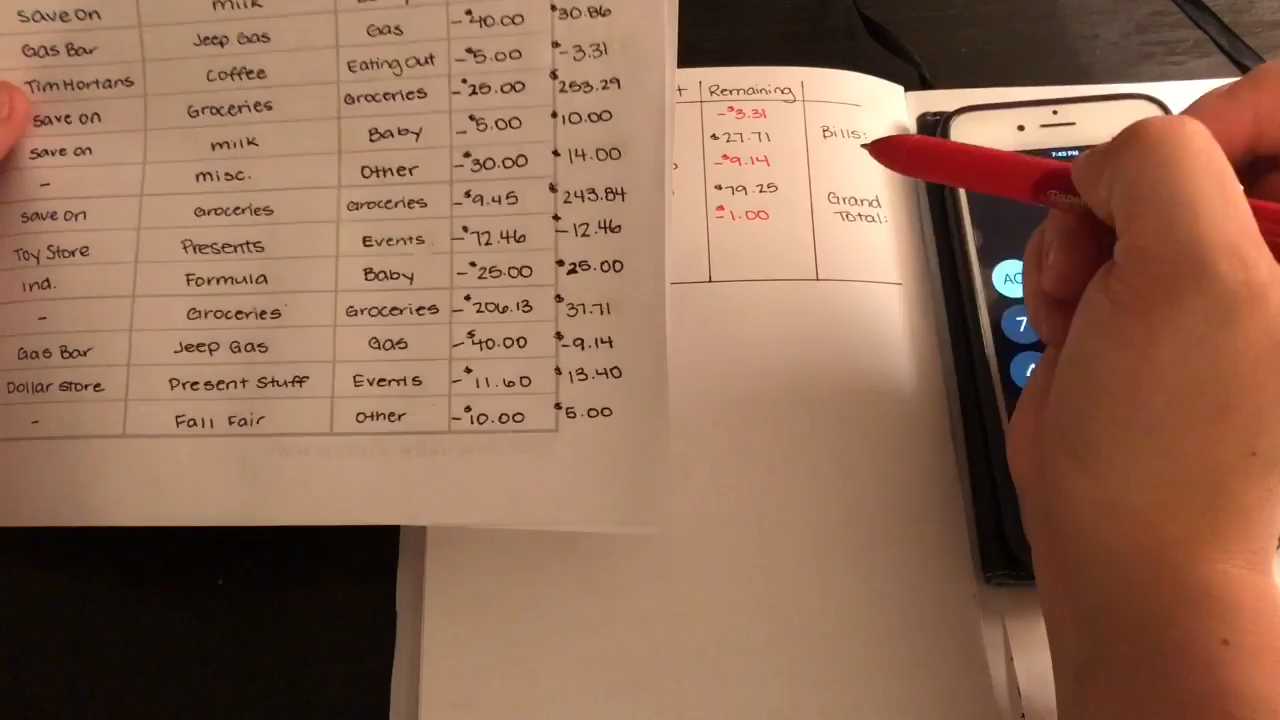 save on milk
Gas Bar Jeep Gas Gas -$40.00 $30.86
Tim Hortans Coffee Eating Out -$5.00 $-3.31
save on Groceries Groceries -$25.00 $253.29
save on milk Baby -$5.00 $10.00
- misc. Other -$30.00 $14.00
save on Groceries Groceries -$9.45 $243.84
Toy Store Presents Events -$72.46 $-12.46
ind. Formula Baby -$25.00 $25.00
- Groceries Groceries -$206.13 $37.71
Gas Bar Jeep Gas Gas -$40.00 $-9.14
Dollar store Present Stuff Events -$11.60 $13.40
- Fall Fair Other -$10.00 $5.00
t Remaining
-$3.31
$27.71
-$9.14
$79.25
-$1.00
Bills:
Grand
Total:
7:45 PM
AC
7